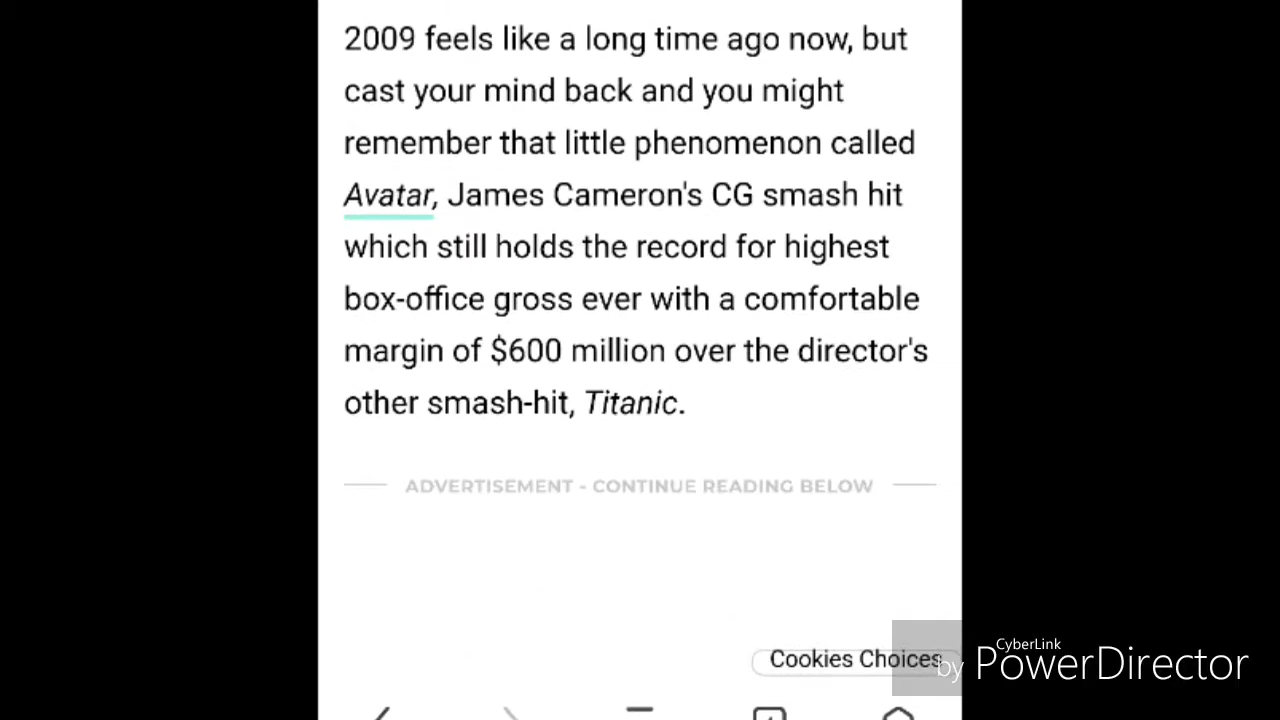 2009 feels like a long time ago now, but
cast your mind back and you might
remember that little phenomenon called
Avatar, James Cameron's CG smash hit
which still holds the record for highest
box-office gross ever with a comfortable
margin of $600 million over the director's
other smash-hit, Titanic.
ADVERTISEMENT - CONTINUE READING BELOW
Cookies Choices
CyberLink
by PowerDirector